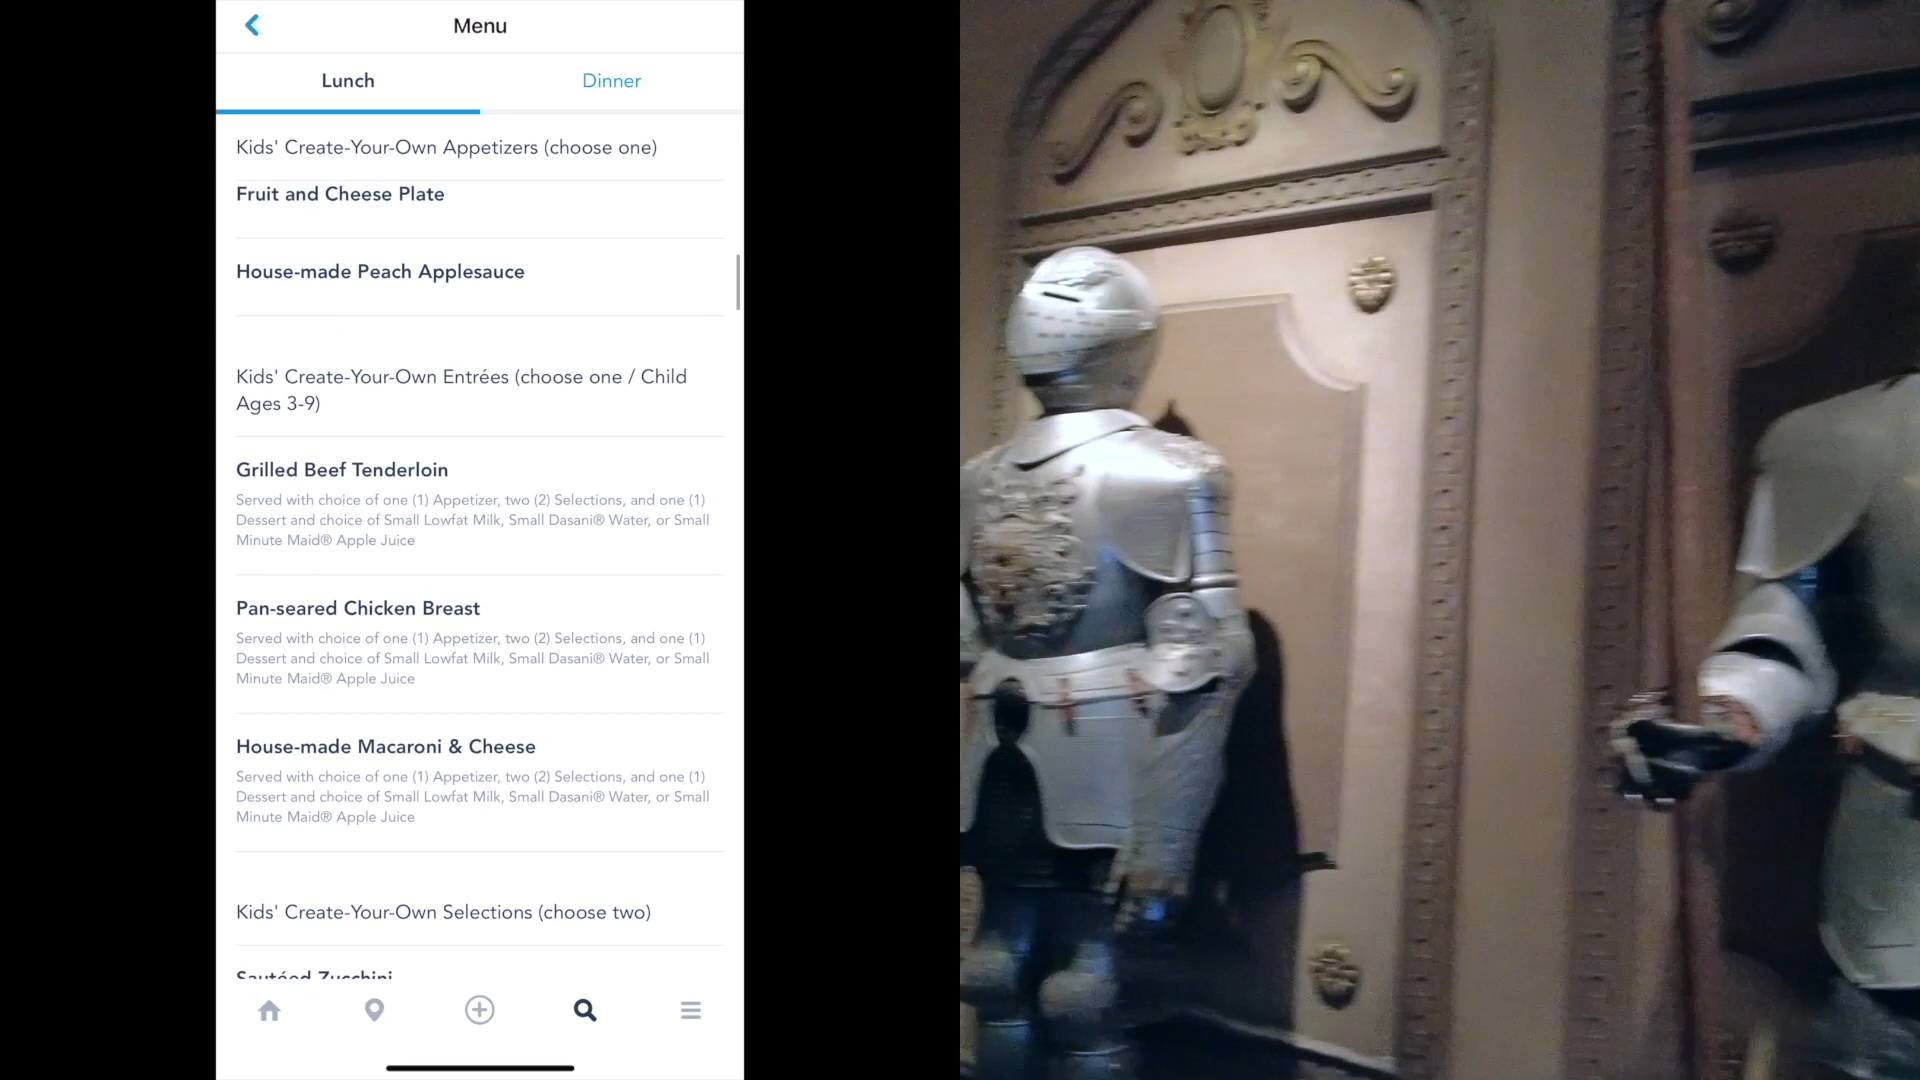 Menu
Lunch
Dinner
Kids' Create-Your-Own Appetizers (choose one)
Fruit and Cheese Plate
House-made Peach Applesauce
Kids' Create-Your-Own Entrées (choose one / Child
Ages 3-9)
Grilled Beef Tenderloin
Served with choice of one (1) Appetizer, two (2) Selections, and one (1)
Dessert and choice of Small Lowfat Milk, Small Dasani® Water, or Small
Minute Maid® Apple Juice
Pan-seared Chicken Breast
Served with choice of one (1) Appetizer, two (2) Selections, and one (1)
Dessert and choice of Small Lowfat Milk, Small Dasani® Water, or Small
Minute Maid® Apple Juice
House-made Macaroni & Cheese
Served with choice of one (1) Appetizer, two (2) Selections, and one (1)
Dessert and choice of Small Lowfat Milk, Small Dasani® Water, or Small
Minute Maid® Apple Juice
Kids' Create-Your-Own Selections (choose two)
Sautéed Zucchini